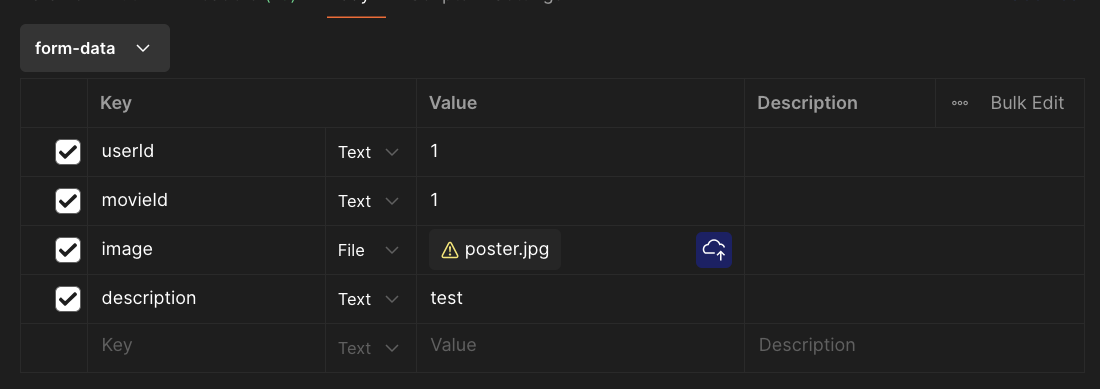 form-data
Key Value Description Bulk Edit
userId Text 1
movieId Text 1
image File poster.jpg
description Text test
Key Text Value Description